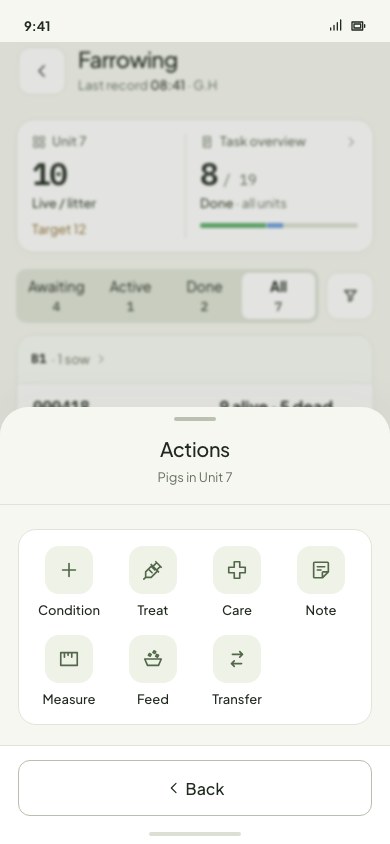 9:41
Farrowing
Last record 08:41 · G.H
Unit 7
10
Live / litter
Target 12
Task overview
8 / 19
Done · all units
Awaiting
4
Active
1
Done
2
All
7
B1 · 1 sow
000418
9 alive · 5 dead
Actions
Pigs in Unit 7
Condition
Treat
Care
Note
Measure
Feed
Transfer
Back